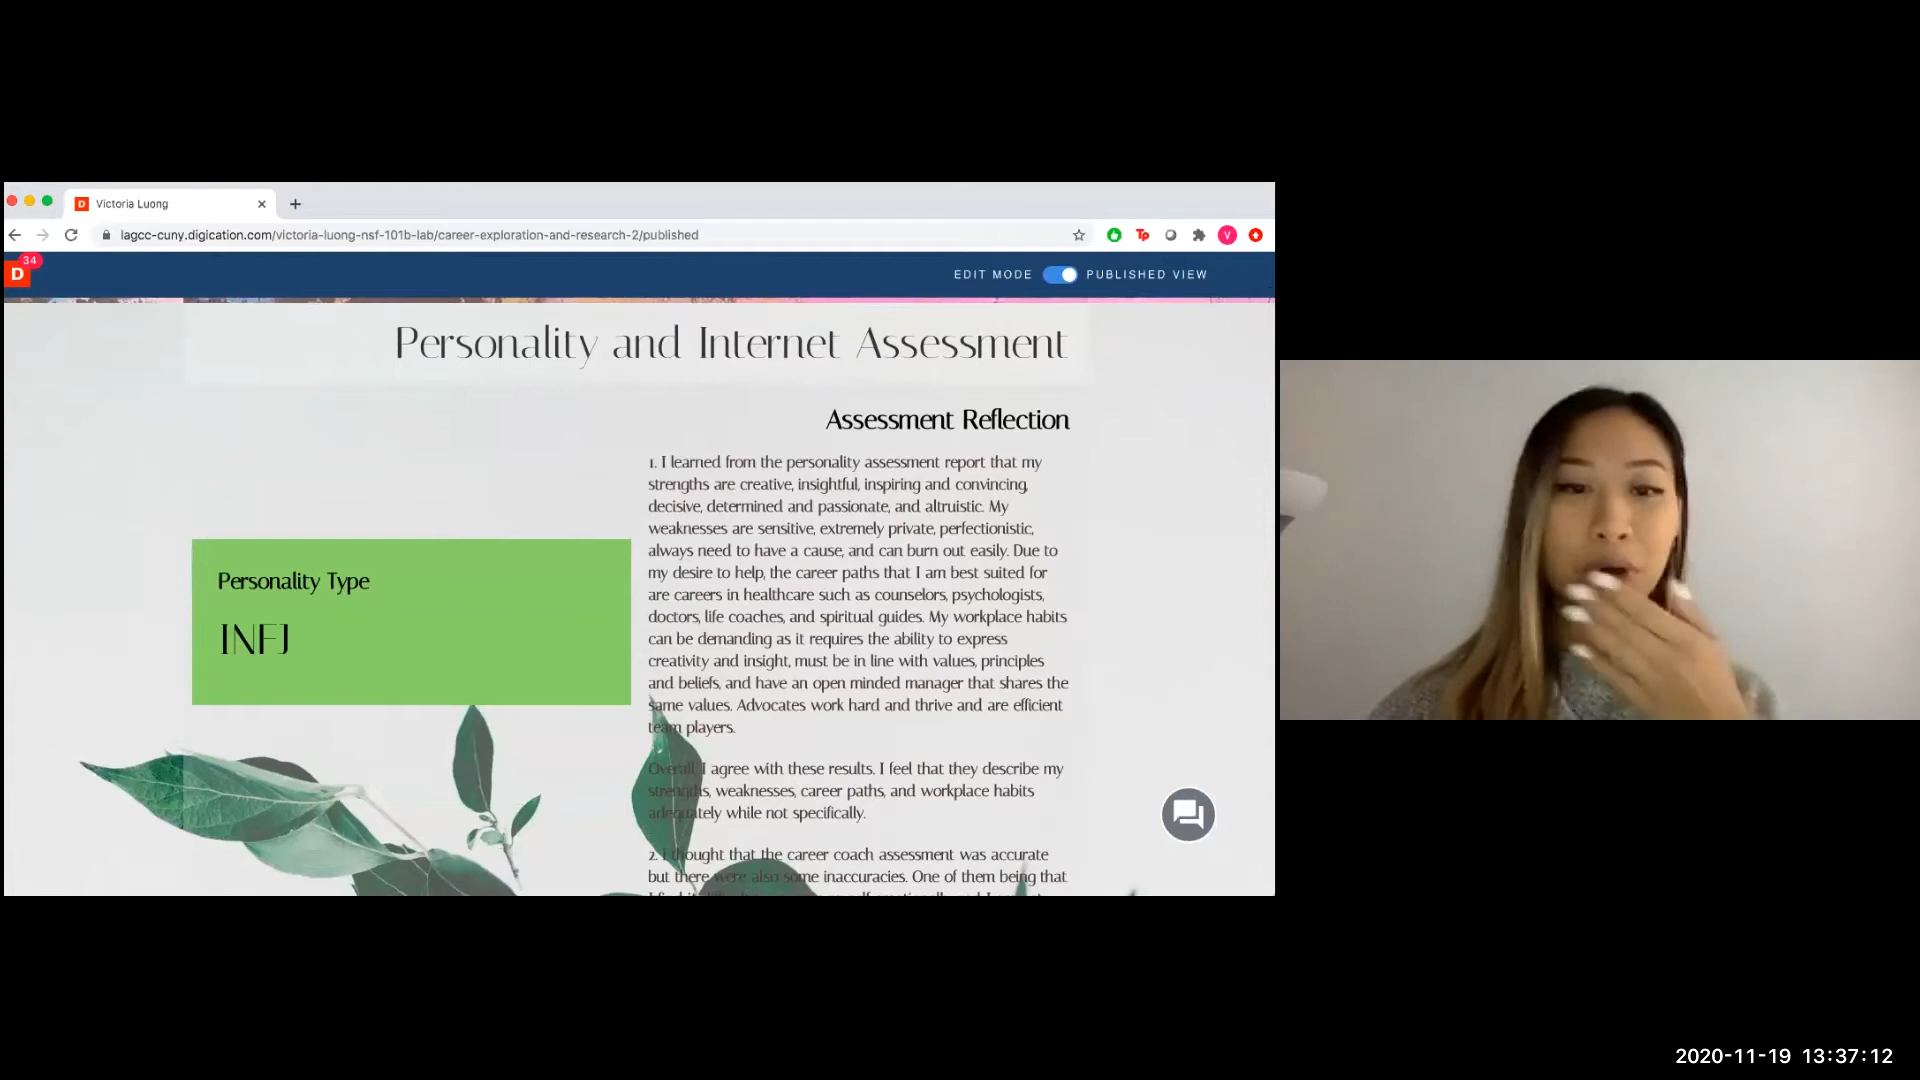 Victoria Luong
lagcc-cuny.digication.com/victoria-luong-nsf-101b-lab/career-exploration-and-research-2/published
V
D 34
EDIT MODE PUBLISHED VIEW
Personality and Internet Assessment
Assessment Reflection
1. I learned from the personality assessment report that my
strengths are creative, insightful, inspiring and convincing,
decisive, determined and passionate, and altruistic. My
weaknesses are sensitive, extremely private, perfectionistic,
always need to have a cause, and can burn out easily. Due to
my desire to help, the career paths that I am best suited for
are careers in healthcare such as counselors, psychologists,
doctors, life coaches, and spiritual guides. My workplace habits
can be demanding as it requires the ability to express
creativity and insight, must be in line with values, principles
and beliefs, and have an open minded manager that shares the
same values. Advocates work hard and thrive and are efficient
team players.
Overall, I agree with these results. I feel that they describe my
strengths, weaknesses, career paths, and workplace habits
adequately while not specifically.
2. I thought that the career coach assessment was accurate
but there were also some inaccuracies. One of them being that
Personality Type
INFJ
2020-11-19 13:37:12